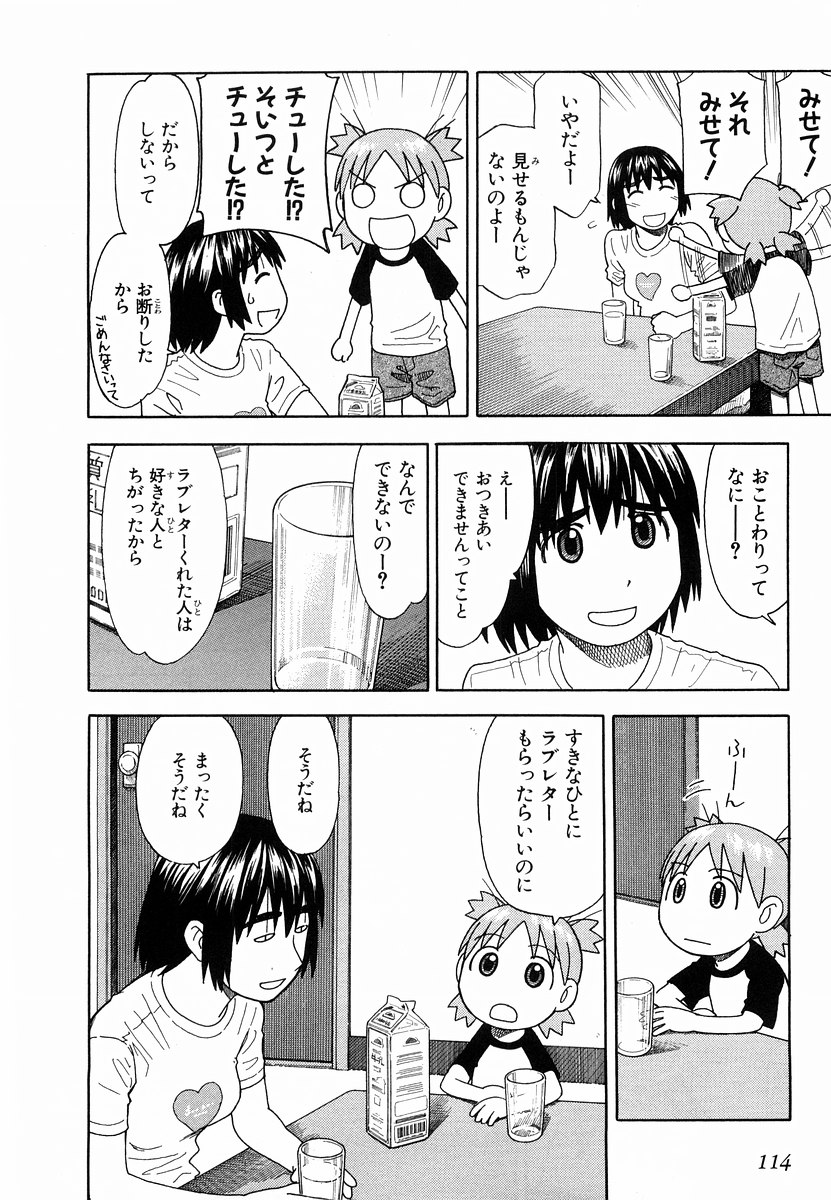 みせて！
それ
みせて！
いやだよー
見せるもんじゃ
ないのよー
チューした!?
そいつと
チューした!?
だから
しないって
お断りした
から
ごめんなさいって
おことわりって
なに――？
え――
おつきあい
できませんってこと
なんで
できないのー？
ラブレターくれた人は
好きな人と
ちがったから
ふーん
すきなひとに
ラブレター
もらったらいいのに
そうだね
まったく
そうだね
牛乳
114